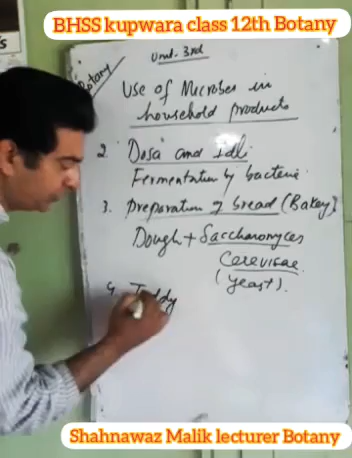 BHSS kupwara class 12th Botany
Unit-3rd
Botany
Use of Microbes in
household products
2. Dosa and Idli
Fermentation by bacteria
3. Preparation of bread (Bakery)
Dough + Saccharomyces
Cerevisae
(yeast).
4. Toddy
Shahnawaz Malik lecturer Botany